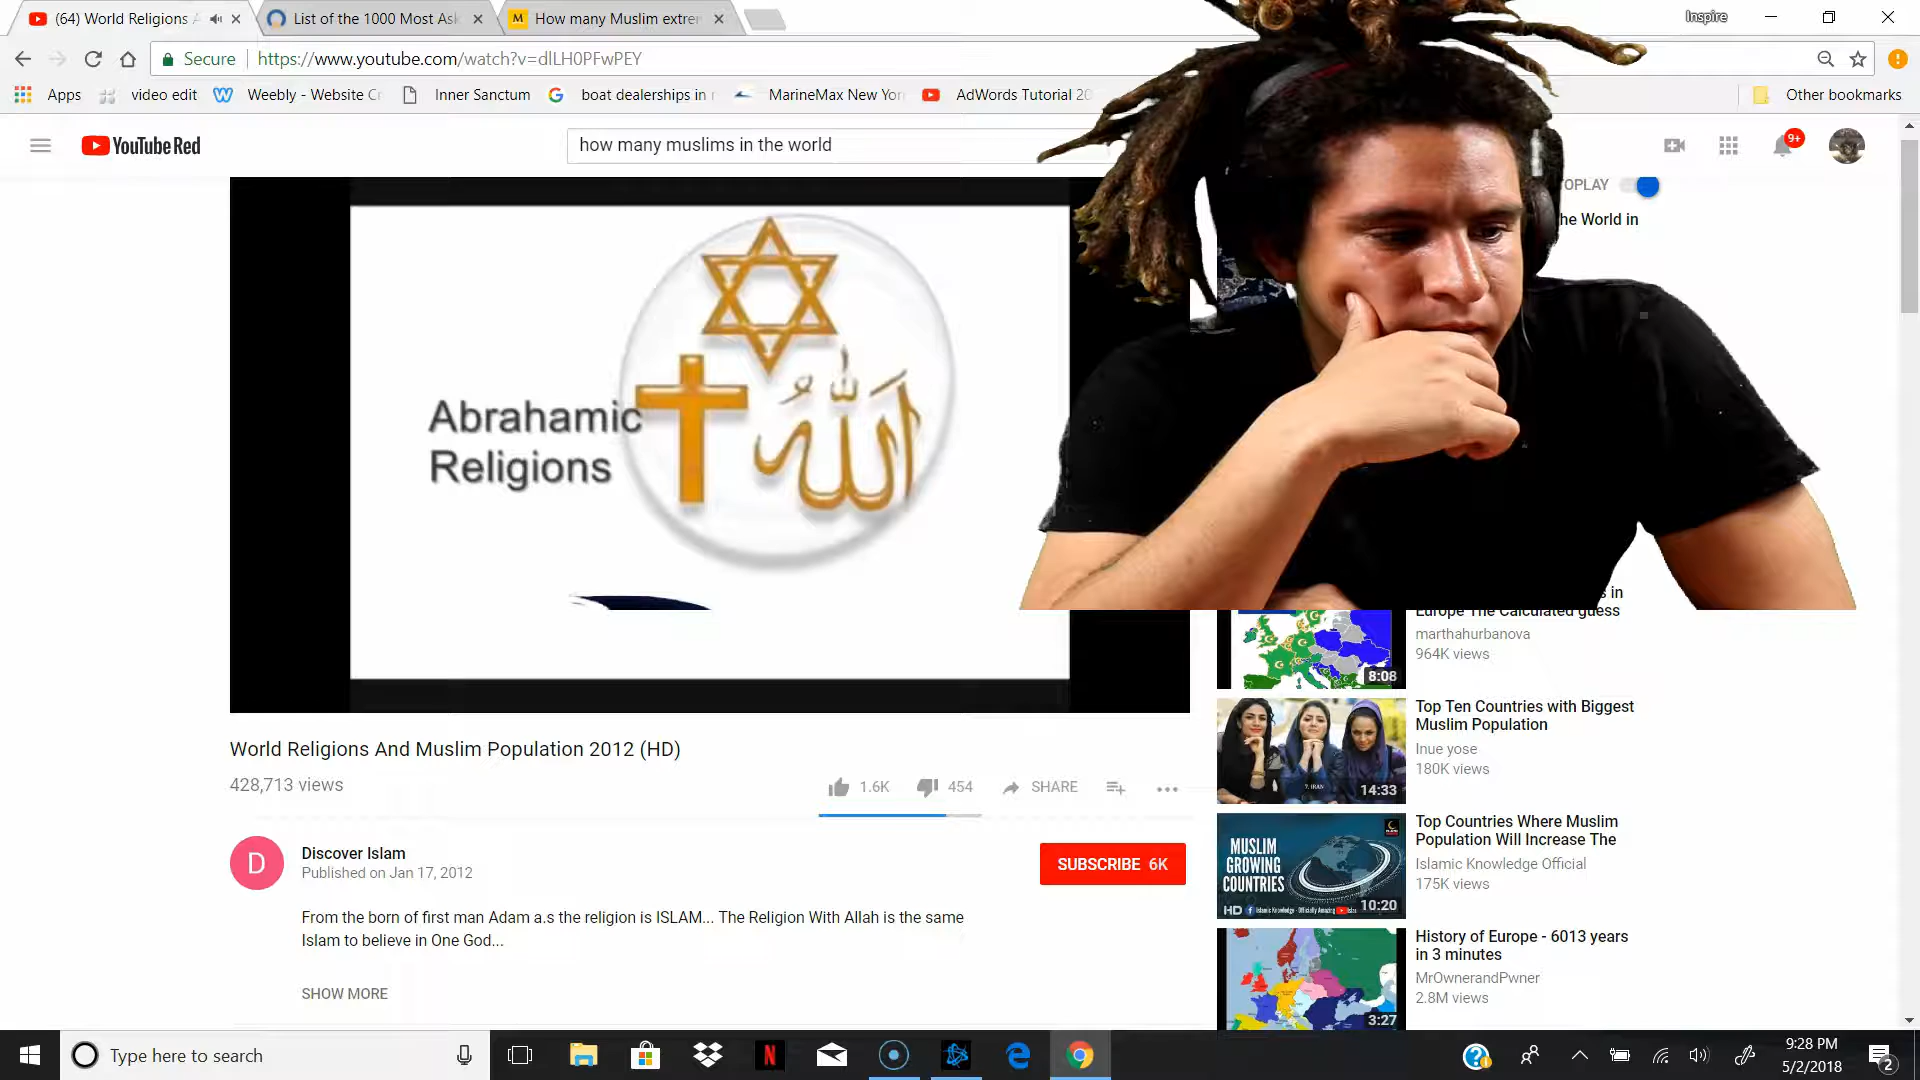 (64) World Religions A
List of the 1000 Most Ask
How many Muslim extrem
Inspire
Secure
https://www.youtube.com/watch?v=dlLH0PFwPEY
Apps
video edit
Weebly - Website Cr
Inner Sanctum
boat dealerships in
MarineMax New Yor
AdWords Tutorial 20
Other bookmarks
YouTube Red
how many muslims in the world
9+
TOPLAY
he World in
Abrahamic
Religions
الله
s in
Europe The Calculated guess
marthahurbanova
964K views
8:08
World Religions And Muslim Population 2012 (HD)
428,713 views
1.6K
454
SHARE
Top Ten Countries with Biggest
Muslim Population
Inue yose
180K views
7. IRAN
14:33
D
Discover Islam
Published on Jan 17, 2012
SUBSCRIBE 6K
Top Countries Where Muslim
Population Will Increase The
Islamic Knowledge Official
175K views
MUSLIM
GROWING
COUNTRIES
HD
10:20
From the born of first man Adam a.s the religion is ISLAM... The Religion With Allah is the same
Islam to believe in One God...
SHOW MORE
History of Europe - 6013 years
in 3 minutes
MrOwnerandPwner
2.8M views
3:27
Type here to search
9:28 PM
5/2/2018
2